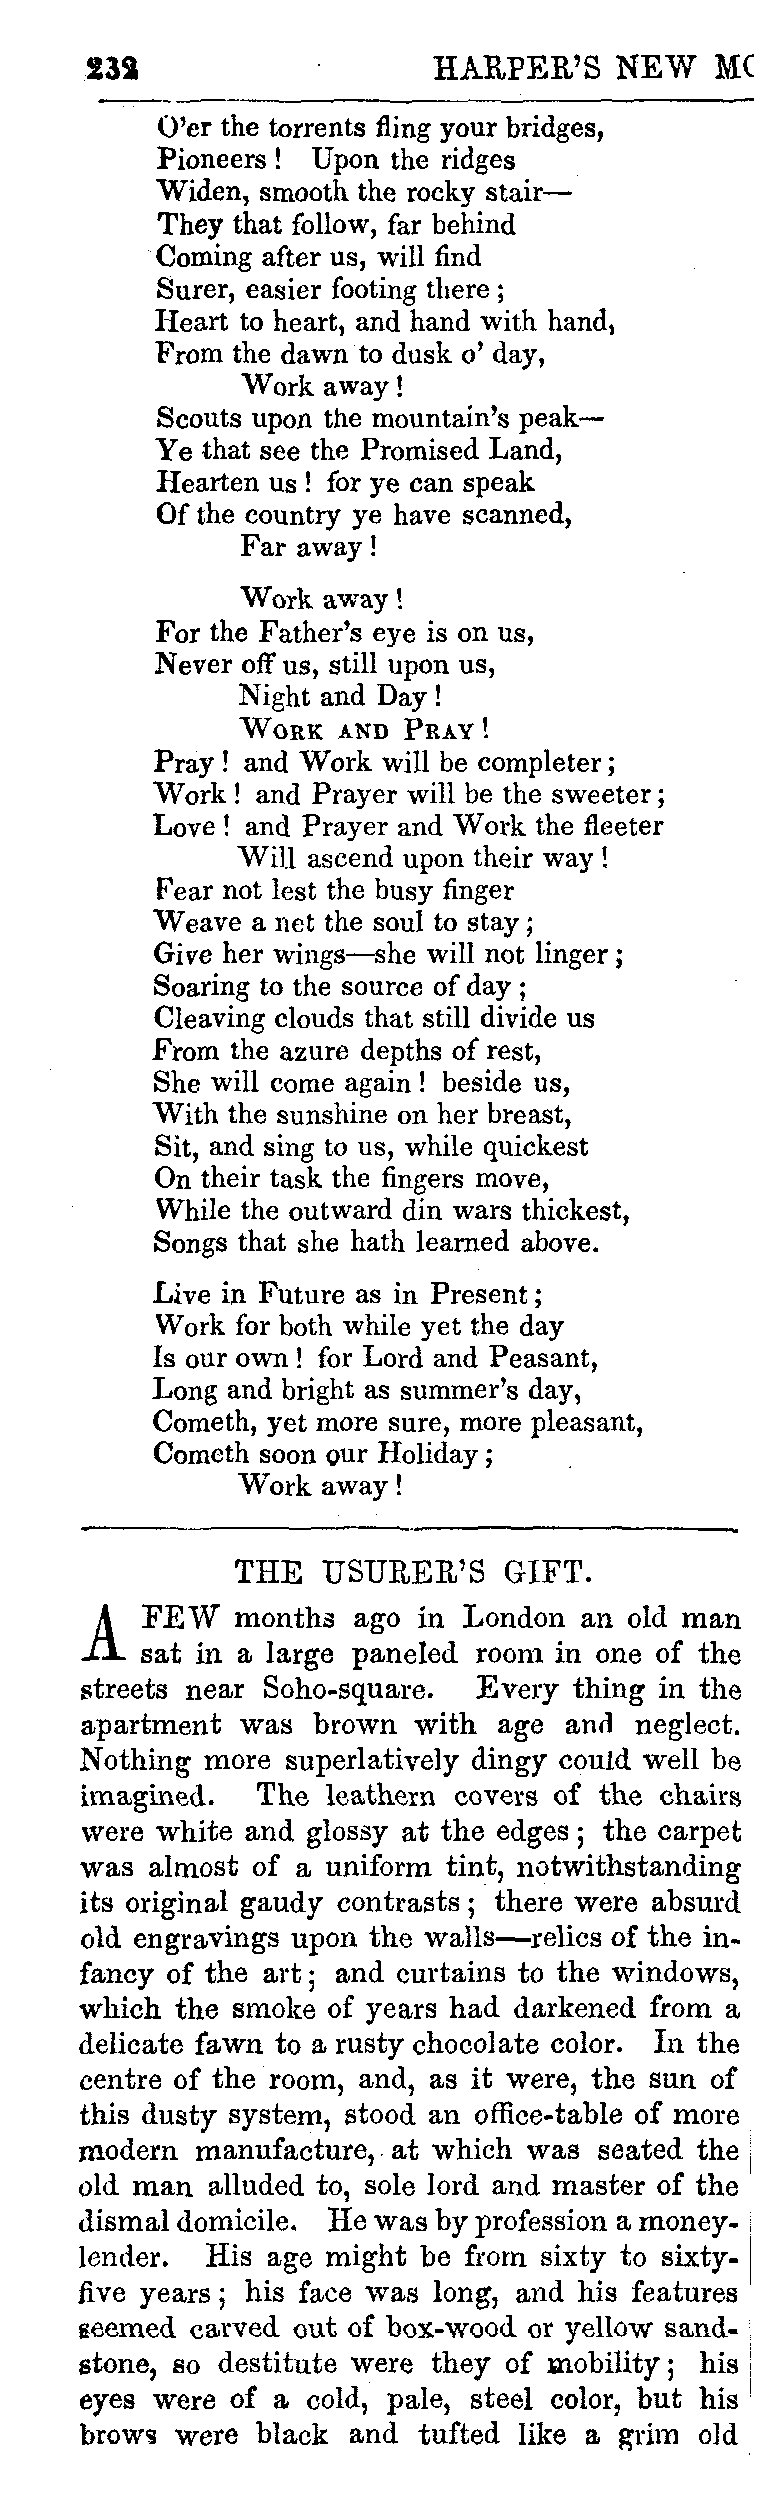 232 HARPER'S NEW MO
O'er the torrents fling your bridges,
Pioneers! Upon the ridges
Widen, smooth the rocky stair—
They that follow, far behind
Coming after us, will find
Surer, easier footing there;
Heart to heart, and hand with hand,
From the dawn to dusk o' day,
Work away!
Scouts upon the mountain's peak—
Ye that see the Promised Land,
Hearten us! for ye can speak
Of the country ye have scanned,
Far away!
Work away!
For the Father's eye is on us,
Never off us, still upon us,
Night and Day!
WORK AND PRAY!
Pray! and Work will be completer;
Work! and Prayer will be the sweeter;
Love! and Prayer and Work the fleeter
Will ascend upon their way!
Fear not lest the busy finger
Weave a net the soul to stay;
Give her wings—she will not linger;
Soaring to the source of day;
Cleaving clouds that still divide us
From the azure depths of rest,
She will come again! beside us,
With the sunshine on her breast,
Sit, and sing to us, while quickest
On their task the fingers move,
While the outward din wars thickest,
Songs that she hath learned above.
Live in Future as in Present;
Work for both while yet the day
Is our own! for Lord and Peasant,
Long and bright as summer's day,
Cometh, yet more sure, more pleasant,
Cometh soon our Holiday;
Work away!
THE USURER'S GIFT.
A FEW months ago in London an old man
sat in a large paneled room in one of the
streets near Soho-square. Every thing in the
apartment was brown with age and neglect.
Nothing more superlatively dingy could well be
imagined. The leathern covers of the chairs
were white and glossy at the edges; the carpet
was almost of a uniform tint, notwithstanding
its original gaudy contrasts; there were absurd
old engravings upon the walls—relics of the in-
fancy of the art; and curtains to the windows,
which the smoke of years had darkened from a
delicate fawn to a rusty chocolate color. In the
centre of the room, and, as it were, the sun of
this dusty system, stood an office-table of more
modern manufacture, at which was seated the
old man alluded to, sole lord and master of the
dismal domicile. He was by profession a money-
lender. His age might be from sixty to sixty-
five years; his face was long, and his features
seemed carved out of box-wood or yellow sand-
stone, so destitute were they of mobility; his
eyes were of a cold, pale, steel color, but his
brows were black and tufted like a grim old